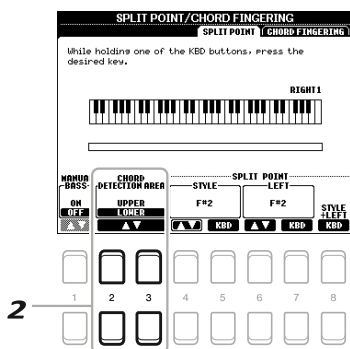 SPLIT POINT/CHORD FINGERING
SPLIT POINT CHORD FINGERING
While holding one of the KBD buttons, press the
desired key.
RIGHT1
MANUA BASS
CHORD DETECTION AREA
SPLIT POINT
STYLE LEFT
ON UPPER F#2 F#2 STYLE
OFF LOWER +LEFT
KBD KBD KBD
1 2 3 4 5 6 7 8
2